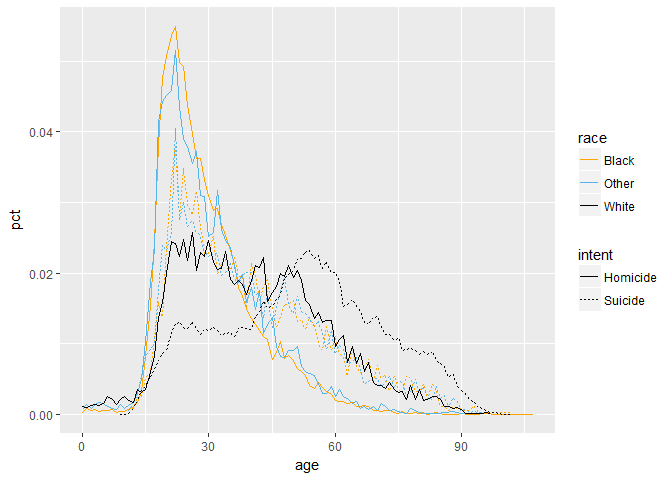 0.04
0.02
0.00
pct
0
30
60
90
age
race
Black
Other
White
intent
Homicide
Suicide